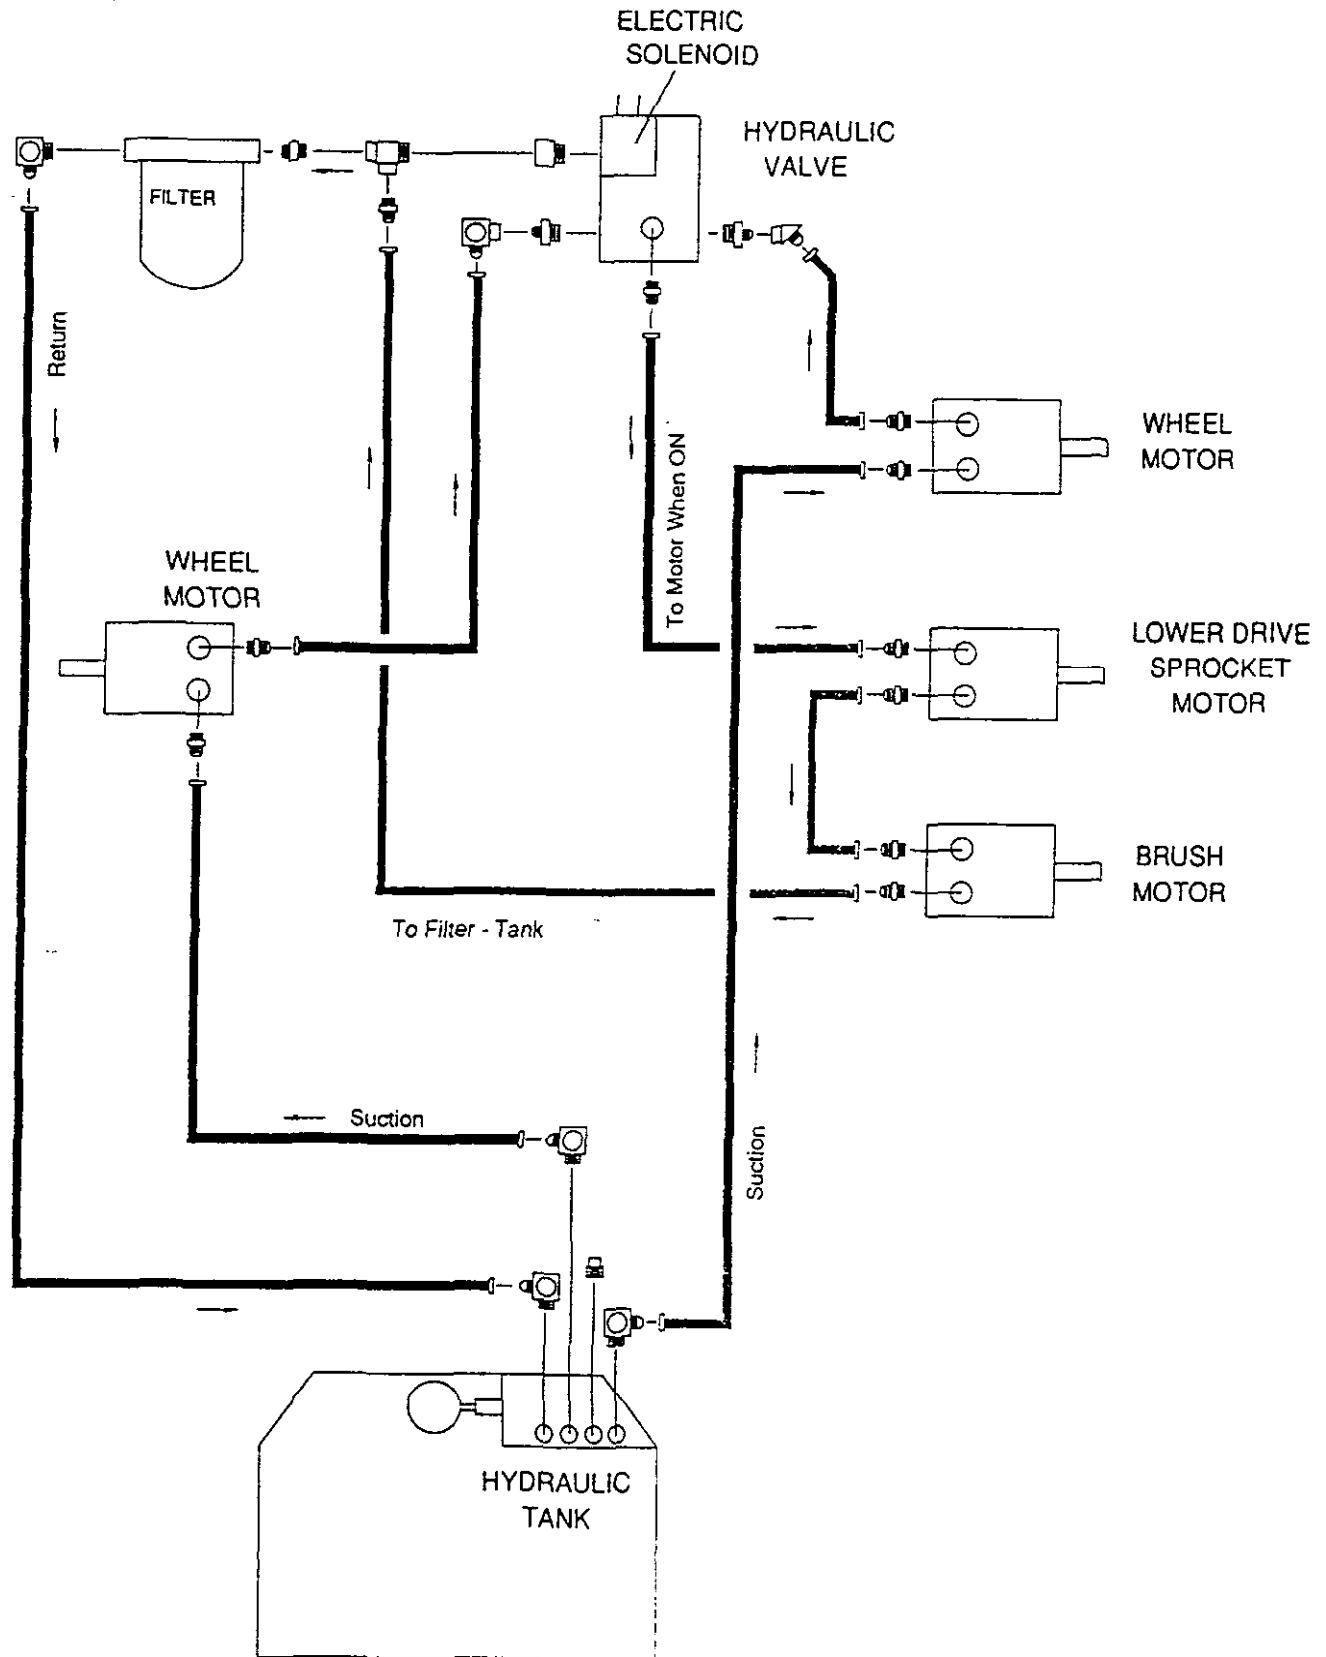 ELECTRIC
SOLENOID
HYDRAULIC
VALVE
FILTER
Return
To Motor When ON
WHEEL
MOTOR
WHEEL
MOTOR
LOWER DRIVE
SPROCKET
MOTOR
BRUSH
MOTOR
To Filter - Tank
Suction
Suction
HYDRAULIC
TANK